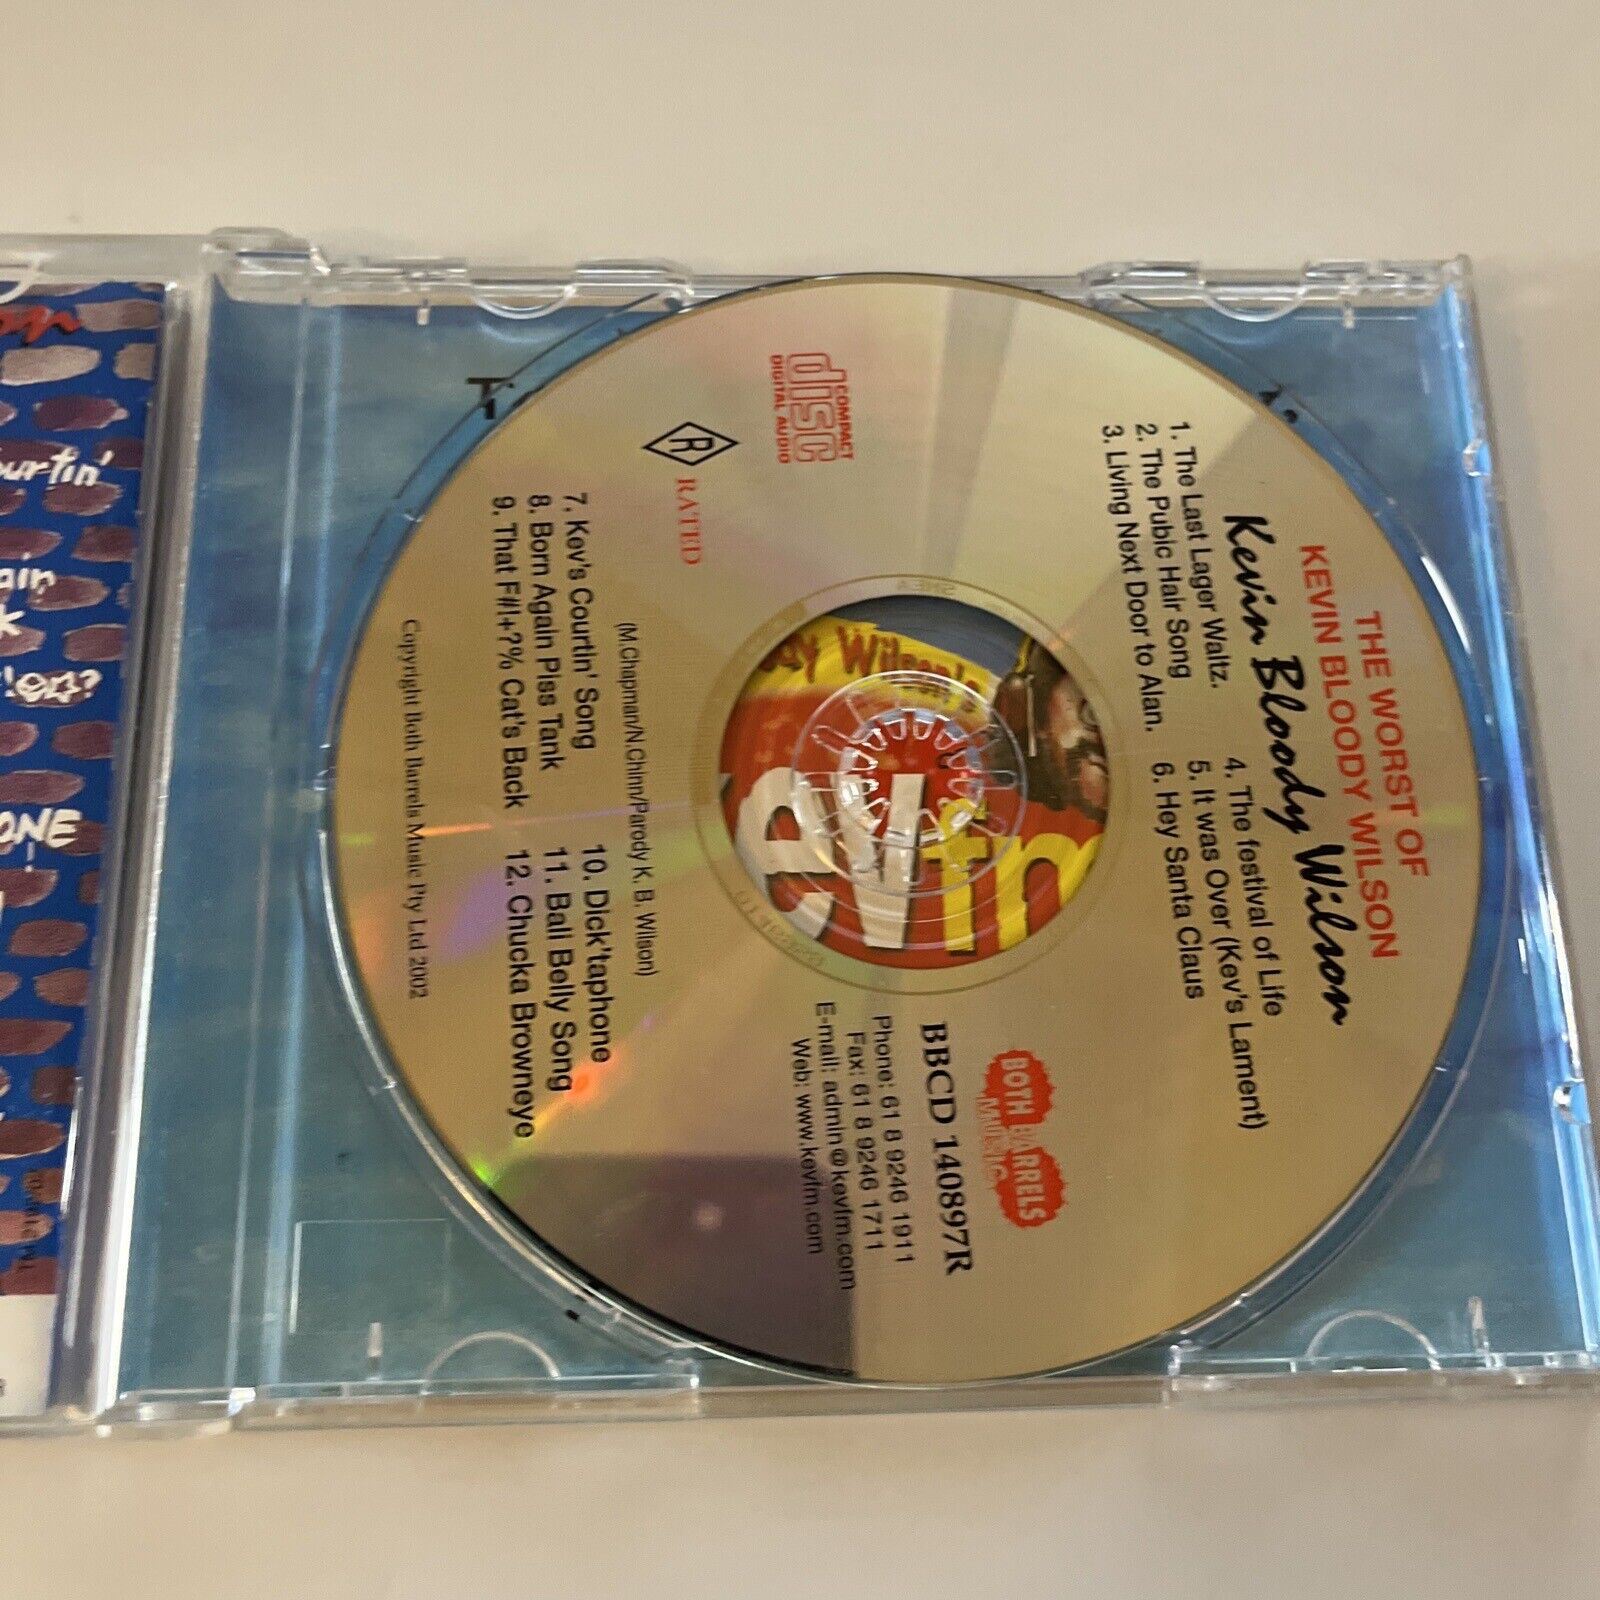 THE WORST OF
KEVIN BLOODY WILSON
Kevin Bloody Wilson
1. The Last Lager Waltz.
2. The Pubic Hair Song
3. Living Next Door to Alan.
4. The festival of Life
5. It was Over (Kev's Lament)
6. Hey Santa Claus
COMPACT
disc
DIGITAL AUDIO
R
RATED
BOTH BARRELS
MUSIC
BBCD 140897R
Phone: 61 8 9246 1911
Fax: 61 8 9246 1711
E-mail: admin@kevfm.com
Web: www.kevfm.com
(M.Chapman/N.Chinn/Parody K. B. Wilson)
7. Kev's Courtin' Song
8. Born Again Piss Tank
9. That F#!+?% Cat's Back
10. Dick'taphone
11. Ball Belly Song
12. Chucka Browneye
Copyright Both Barrels Music Pty Ltd 2002
Wilson's
urtin'
ain
ONE